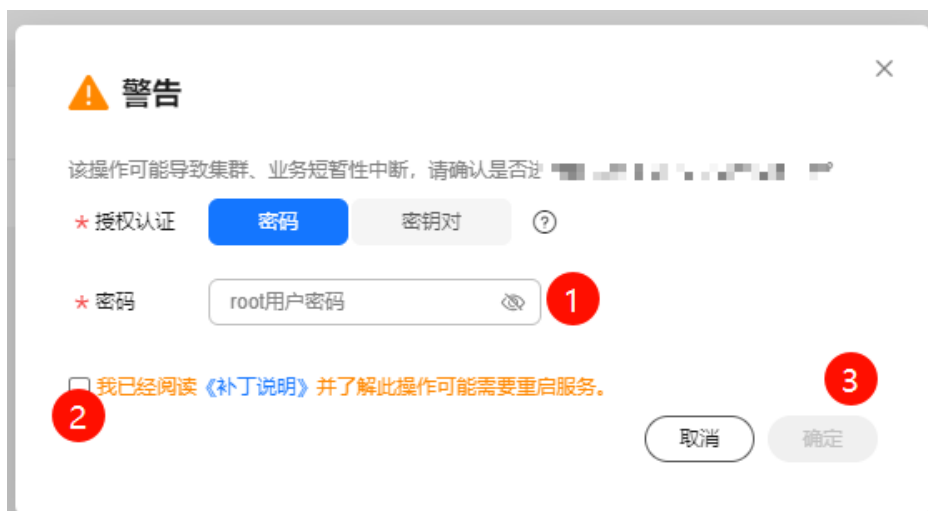 警告
该操作可能导致集群、业务短暂性中断，请确认是否
* 授权认证 密码 密钥对 ?
* 密码 root用户密码 1
我已经阅读《补丁说明》并了解此操作可能需要重启服务。
2
3
取消 确定